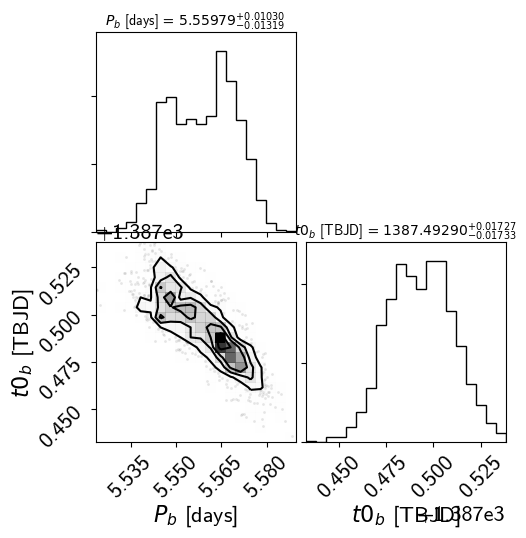 P_b [days] = 5.55979^{+0.01030}_{−0.01319}
+1.387e3
t0_b [TBJD] = 1387.49290^{+0.01727}_{−0.01733}
t0_b [TBJD]
0.525
0.500
0.475
0.450
5.535 5.550 5.565 5.580
0.450 0.475 0.500 0.525
P_b [days]
t0_b [TBJD]
+1.387e3